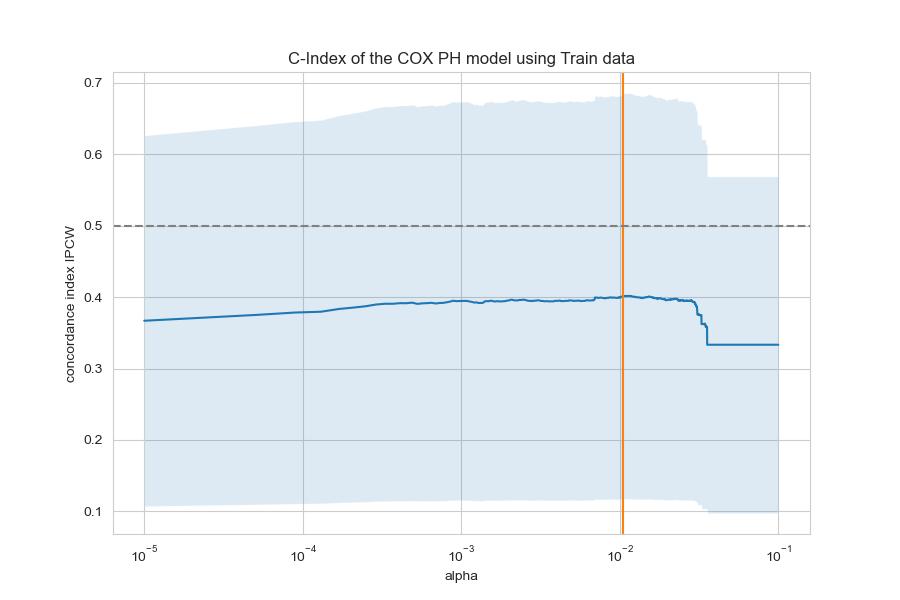 C-Index of the COX PH model using Train data
concordance index IPCW
0.7
0.6
0.5
0.4
0.3
0.2
0.1
10⁻⁵ 10⁻⁴ 10⁻³ 10⁻² 10⁻¹
alpha